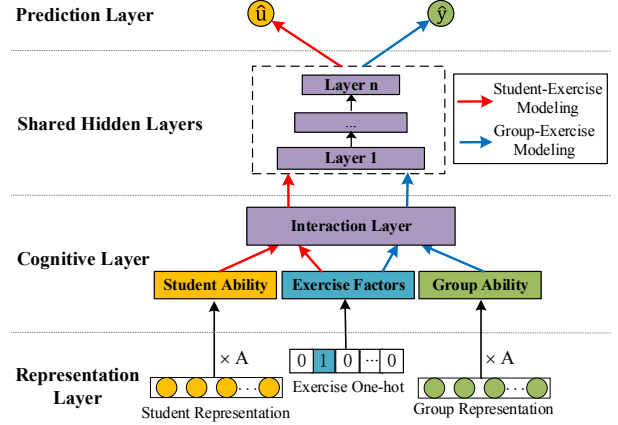 Prediction Layer
û
ŷ
Layer n
...
Layer 1
Shared Hidden Layers
Student-Exercise
Modeling
Group-Exercise
Modeling
Interaction Layer
Cognitive Layer
Student Ability
Exercise Factors
Group Ability
× A
× A
Representation
Layer
0 1 0 ... 0
Exercise One-hot
...
...
Student Representation
Group Representation